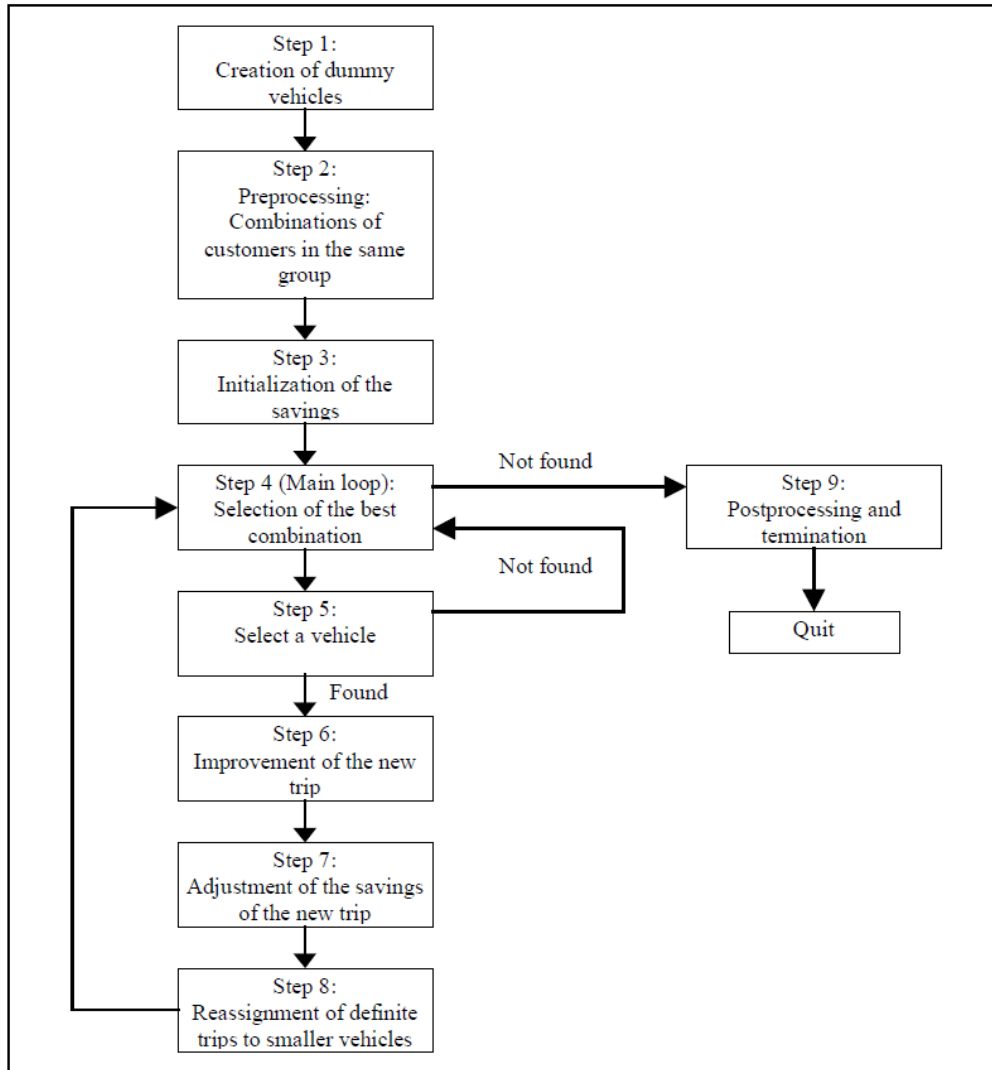 Step 1:
Creation of dummy
vehicles
Step 2:
Preprocessing:
Combinations of
customers in the same
group
Step 3:
Initialization of the
savings
Step 4 (Main loop):
Selection of the best
combination
Not found
Step 9:
Postprocessing and
termination
Not found
Step 5:
Select a vehicle
Quit
Found
Step 6:
Improvement of the new
trip
Step 7:
Adjustment of the savings
of the new trip
Step 8:
Reassignment of definite
trips to smaller vehicles